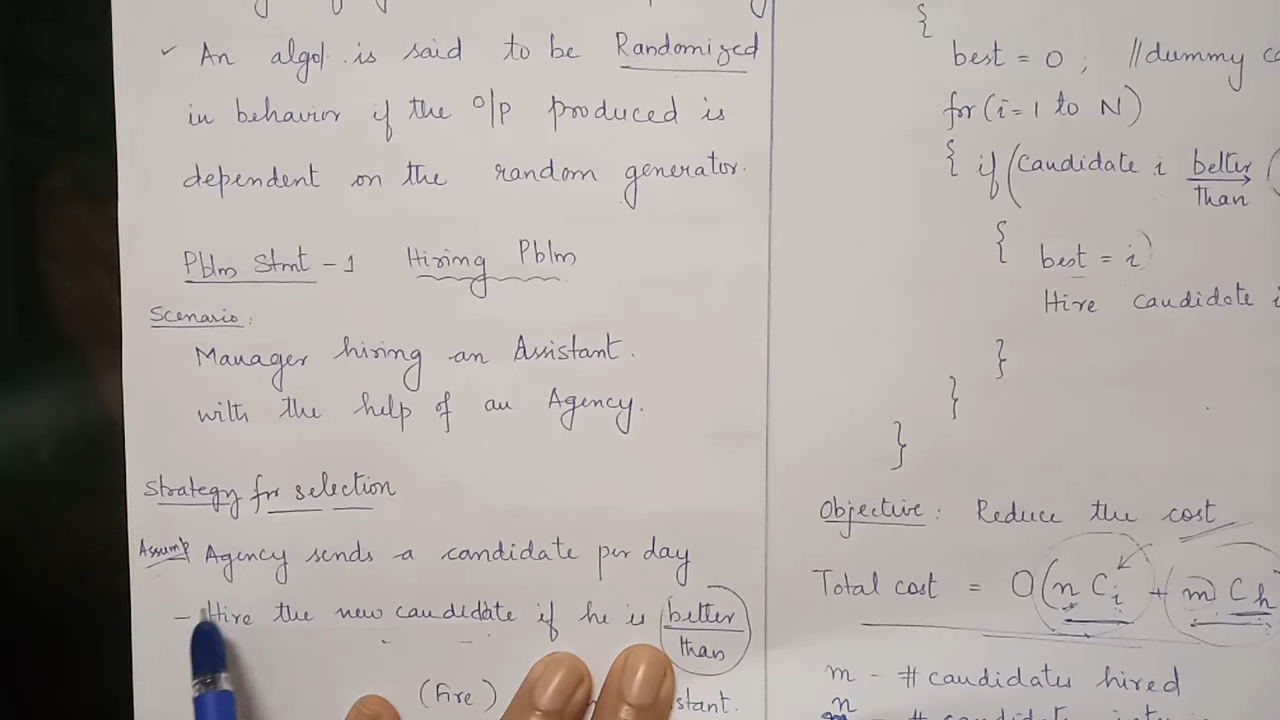 ✓ An algo. is said to be Randomized
in behavior if the O/P produced is
dependent on the random generator.
Pblm Stmt - 1 Hiring Pblm
Scenario:
Manager hiring an Assistant.
with the help of an Agency.
Strategy for selection
Assumpt Agency sends a candidate per day
- Hire the new candidate if he is better
than
(Fire) stant.
{
best = 0 ; //dummy
for (i = 1 to N)
{ if (candidate i better
than
{
best = i
Hire candidate
}
}
}
Objective: Reduce the cost
Total cost = O(n Ci + m Ch
m - # candidates hired
n